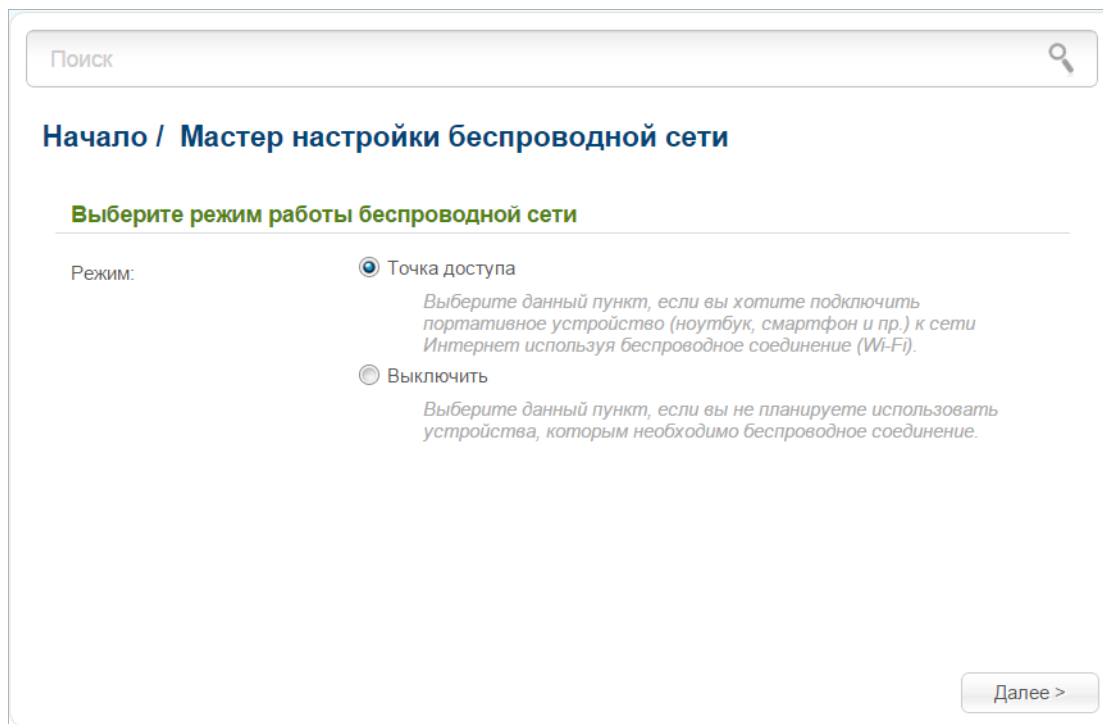 Поиск
Начало / Мастер настройки беспроводной сети
Выберите режим работы беспроводной сети
Режим:
Точка доступа
Выберите данный пункт, если вы хотите подключить
портативное устройство (ноутбук, смартфон и пр.) к сети
Интернет используя беспроводное соединение (Wi-Fi).
Выключить
Выберите данный пункт, если вы не планируете использовать
устройства, которым необходимо беспроводное соединение.
Далее >